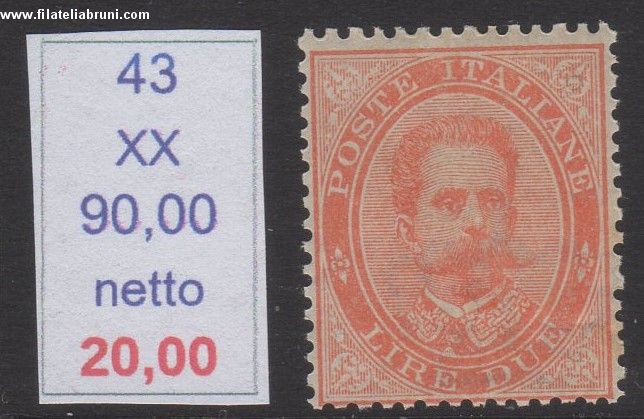 www.filateliabruni.com
43
XX
90,00
netto
20,00
POSTE ITALIANE
LIRE DUE